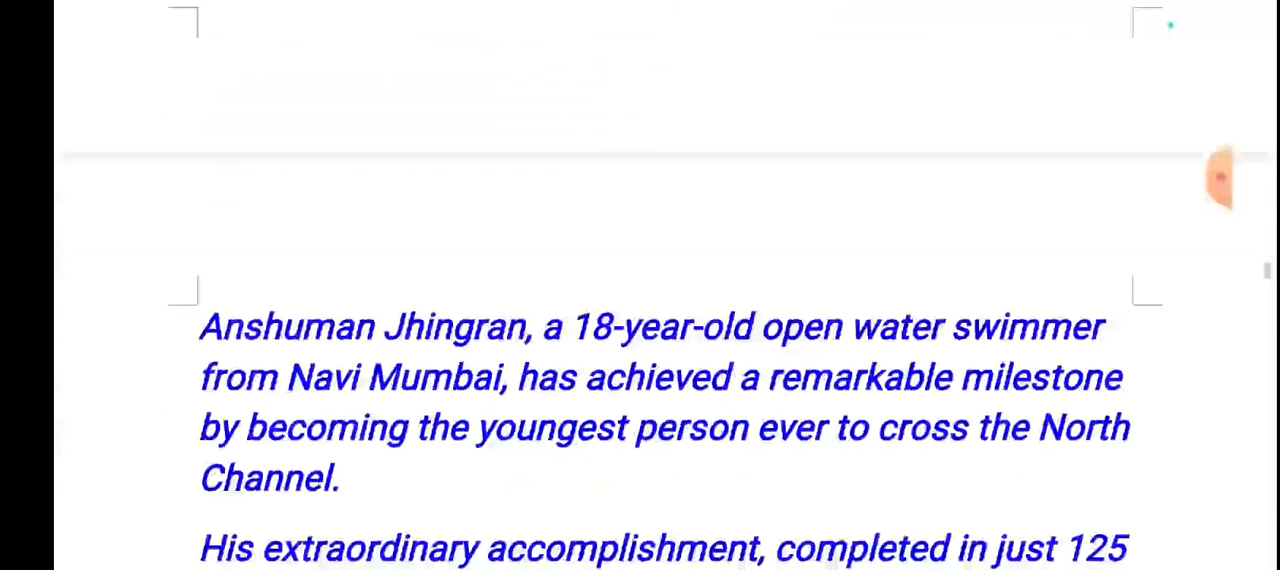 Anshuman Jhingran, a 18-year-old open water swimmer
from Navi Mumbai, has achieved a remarkable milestone
by becoming the youngest person ever to cross the North
Channel.
His extraordinary accomplishment, completed in just 125